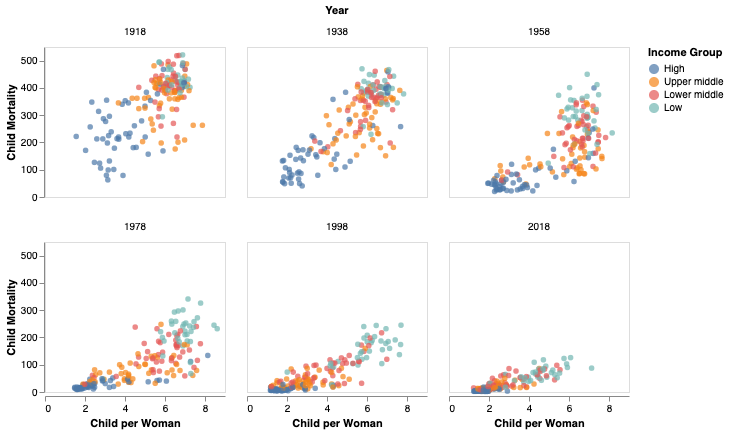 Year
1918 1938 1958
Income Group
High
Upper middle
Lower middle
Low
Child Mortality
500
400
300
200
100
0
1978 1998 2018
Child Mortality
500
400
300
200
100
0
0 2 4 6 8 0 2 4 6 8 0 2 4 6 8
Child per Woman Child per Woman Child per Woman